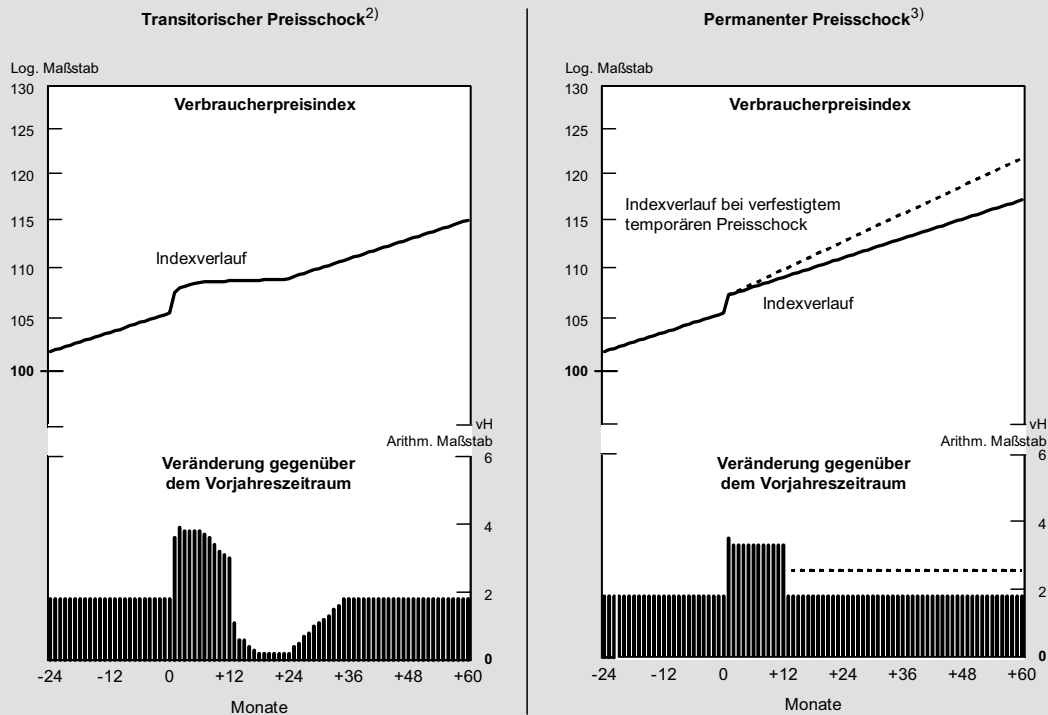 Transitorischer Preisschock2)
Log. Maßstab
Verbraucherpreisindex
130
125
120
115
110
105
100
Indexverlauf
vH
Arithm. Maßstab
Veränderung gegenüber
dem Vorjahreszeitraum
6
4
2
0
-24 -12 0 +12 +24 +36 +48 +60
Monate
Permanenter Preisschock3)
Log. Maßstab
Verbraucherpreisindex
130
125
120
115
110
105
100
Indexverlauf bei verfestigtem
temporären Preisschock
Indexverlauf
vH
Arithm. Maßstab
Veränderung gegenüber
dem Vorjahreszeitraum
6
4
2
0
-24 -12 0 +12 +24 +36 +48 +60
Monate